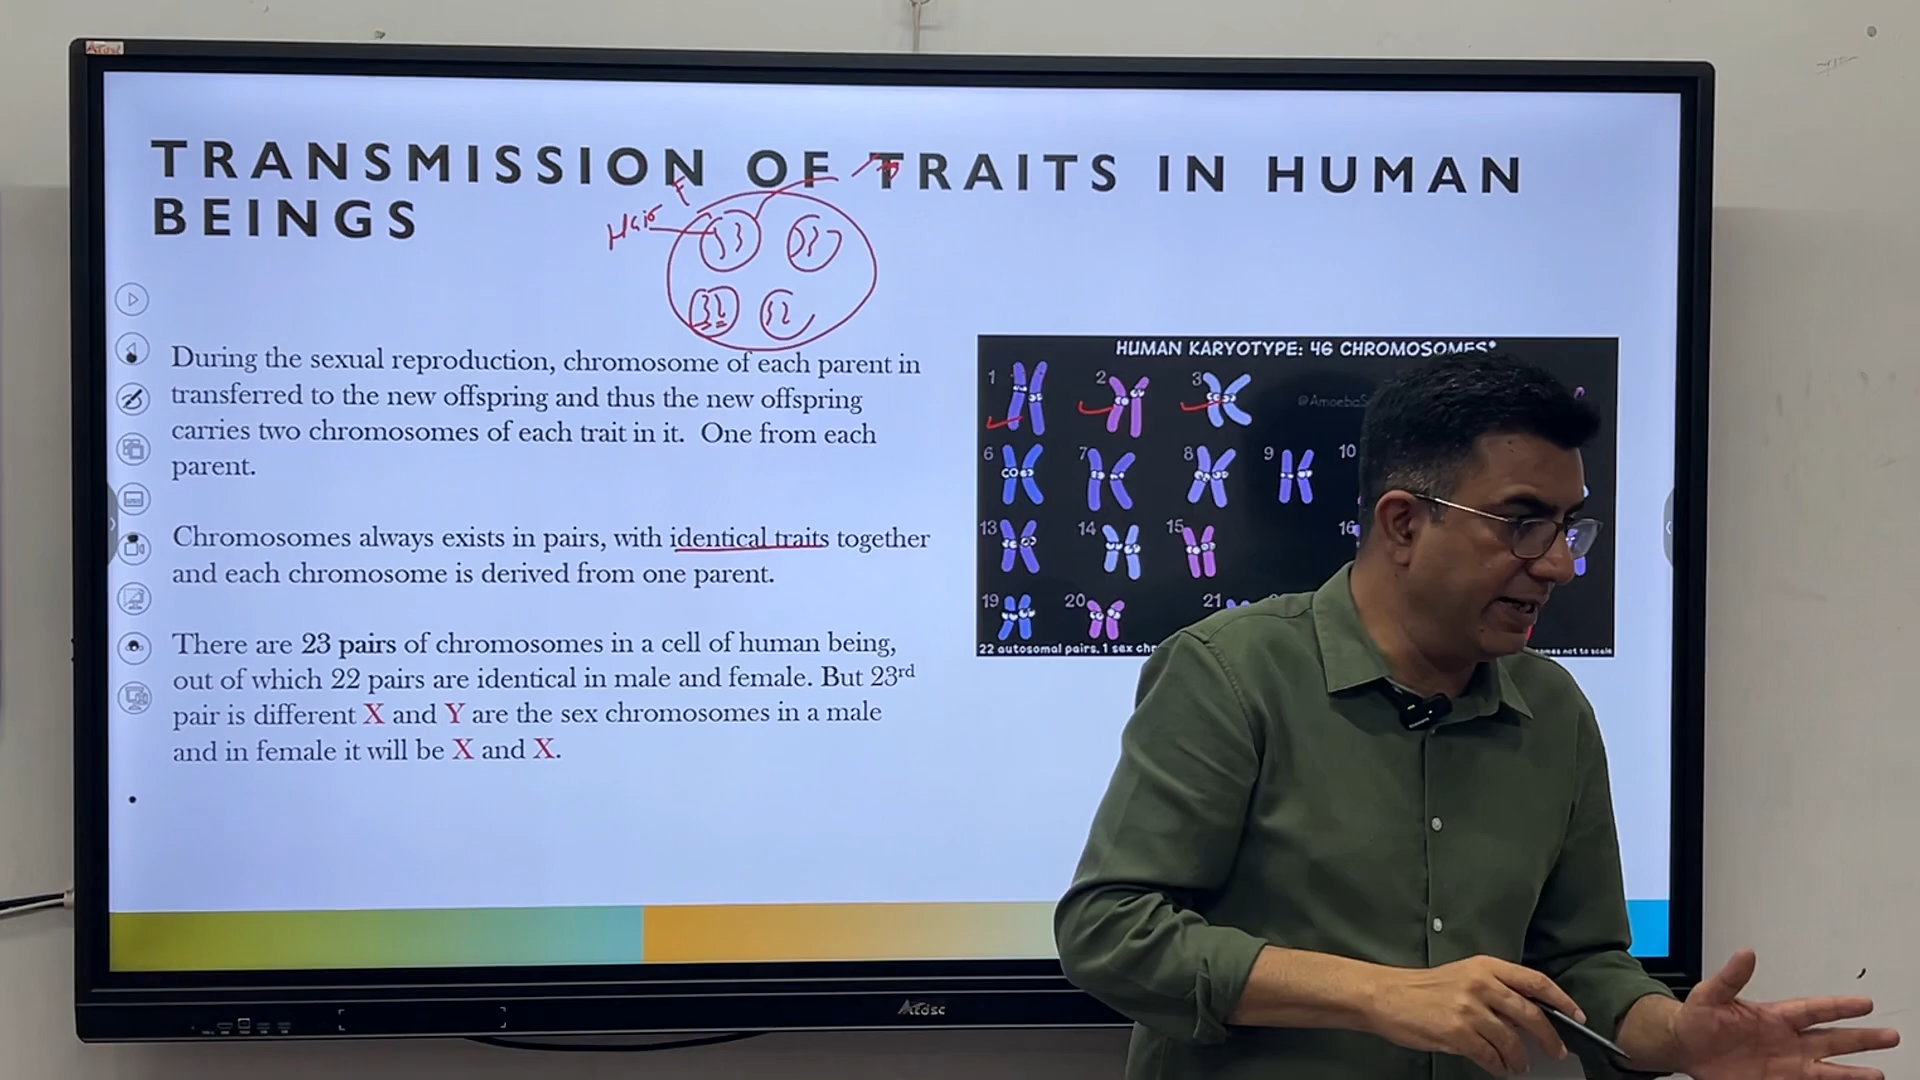 Atosc
TRANSMISSION OF TRAITS IN HUMAN
BEINGS
Hair
F
During the sexual reproduction, chromosome of each parent in
transferred to the new offspring and thus the new offspring
carries two chromosomes of each trait in it. One from each
parent.
Chromosomes always exists in pairs, with identical traits together
and each chromosome is derived from one parent.
There are 23 pairs of chromosomes in a cell of human being,
out of which 22 pairs are identical in male and female. But 23rd
pair is different X and Y are the sex chromosomes in a male
and in female it will be X and X.
HUMAN KARYOTYPE: 46 CHROMOSOMES*
1 2 3
6 7 8 9 10
13 14 15 16
19 20 21
22 autosomal pairs, 1 sex
not to scale
Atosc